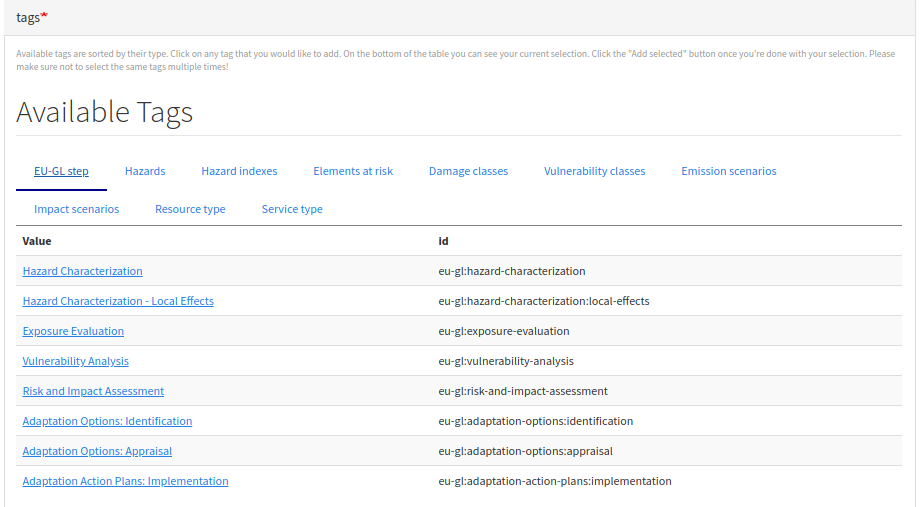 tags*
Available tags are sorted by their type. Click on any tag that you would like to add. On the bottom of the table you can see your current selection. Click the "Add selected" button once you're done with your selection. Please
make sure not to select the same tags multiple times!
Available Tags
EU-GL step Hazards Hazard indexes Elements at risk Damage classes Vulnerability classes Emission scenarios
Impact scenarios Resource type Service type
Value Id
Hazard Characterization eu-gl:hazard-characterization
Hazard Characterization - Local Effects eu-gl:hazard-characterization:local-effects
Exposure Evaluation eu-gl:exposure-evaluation
Vulnerability Analysis eu-gl:vulnerability-analysis
Risk and Impact Assessment eu-gl:risk-and-impact-assessment
Adaptation Options: Identification eu-gl:adaptation-options:identification
Adaptation Options: Appraisal eu-gl:adaptation-options:appraisal
Adaptation Action Plans: Implementation eu-gl:adaptation-action-plans:implementation